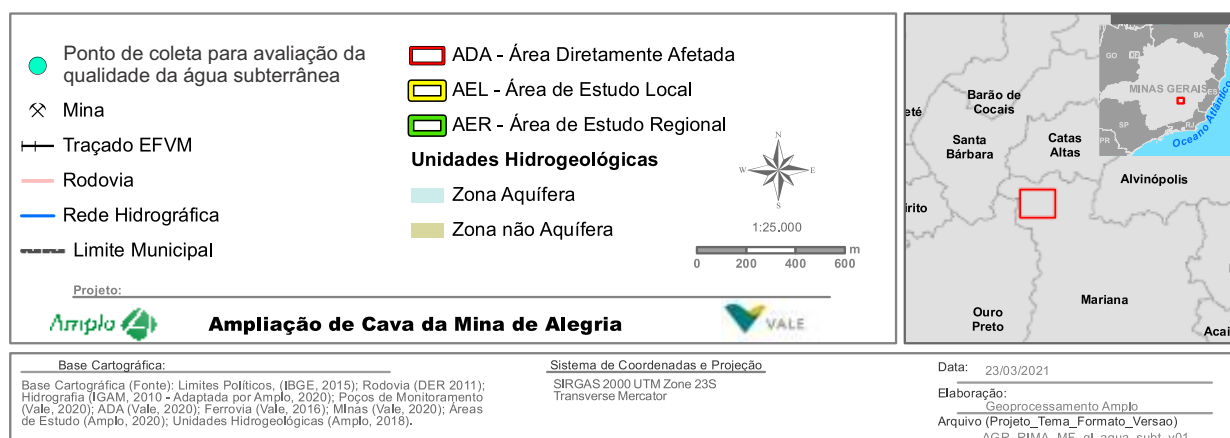 Ponto de coleta para avaliação da
qualidade da água subterrânea
Mina
Traçado EFVM
Rodovia
Rede Hidrográfica
Limite Municipal
ADA - Área Diretamente Afetada
AEL - Área de Estudo Local
AER - Área de Estudo Regional
Unidades Hidrogeológicas
Zona Aquífera
Zona não Aquífera
N
W E
S
1:25.000
m
0 200 400 600
Projeto:
Amplo
Ampliação de Cava da Mina de Alegria
VALE
BA
GO
DF
MINAS GERAIS
ES
SP
RJ
PR
Oceano Atlântico
eté
Barão de
Cocais
Santa
Bárbara
Catas
Altas
Alvinópolis
irito
Mariana
Ouro
Preto
Acai
Base Cartográfica:
Base Cartográfica (Fonte): Limites Políticos, (IBGE, 2015); Rodovia (DER 2011);
Hidrografia (IGAM, 2010 - Adaptada por Amplo, 2020); Poços de Monitoramento
(Vale, 2020); ADA (Vale, 2020); Ferrovia (Vale, 2016); MInas (Vale, 2020); Áreas
de Estudo (Amplo, 2020); Unidades Hidrogeológicas (Amplo, 2018).
Sistema de Coordenadas e Projeção
SIRGAS 2000 UTM Zone 23S
Transverse Mercator
Data: 23/03/2021
Elaboração:
Geoprocessamento Amplo
Arquivo (Projeto_Tema_Formato_Versao)
AGR_RIMA_MF_gl_agua_subt_v01